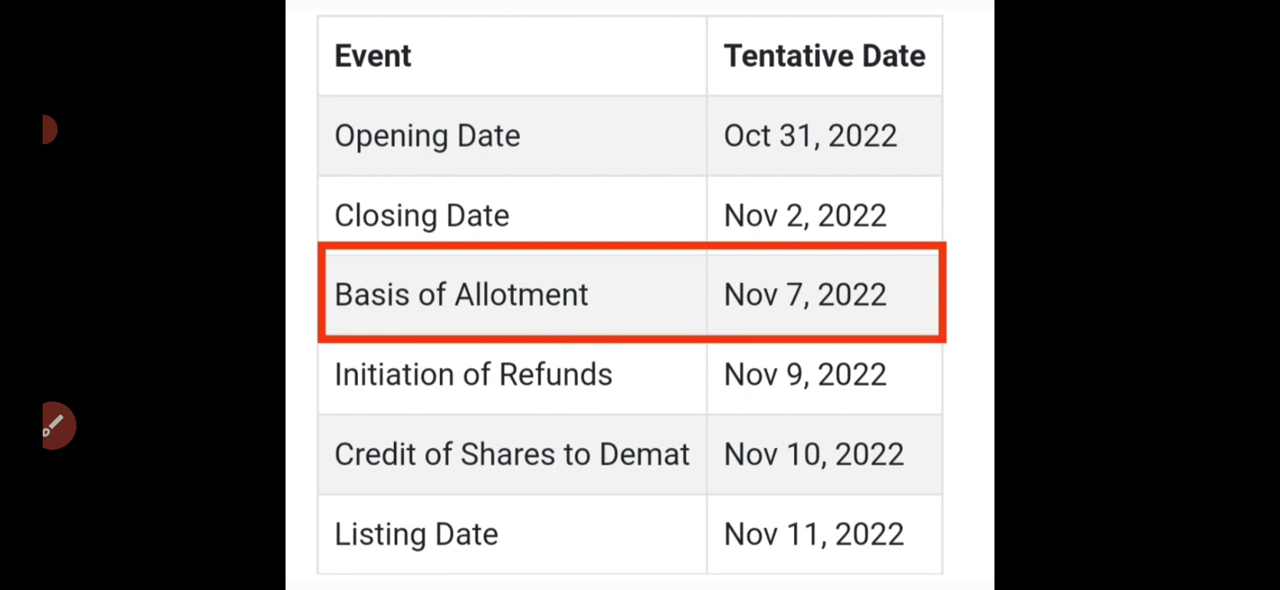 Event Tentative Date
Opening Date Oct 31, 2022
Closing Date Nov 2, 2022
Basis of Allotment Nov 7, 2022
Initiation of Refunds Nov 9, 2022
Credit of Shares to Demat Nov 10, 2022
Listing Date Nov 11, 2022